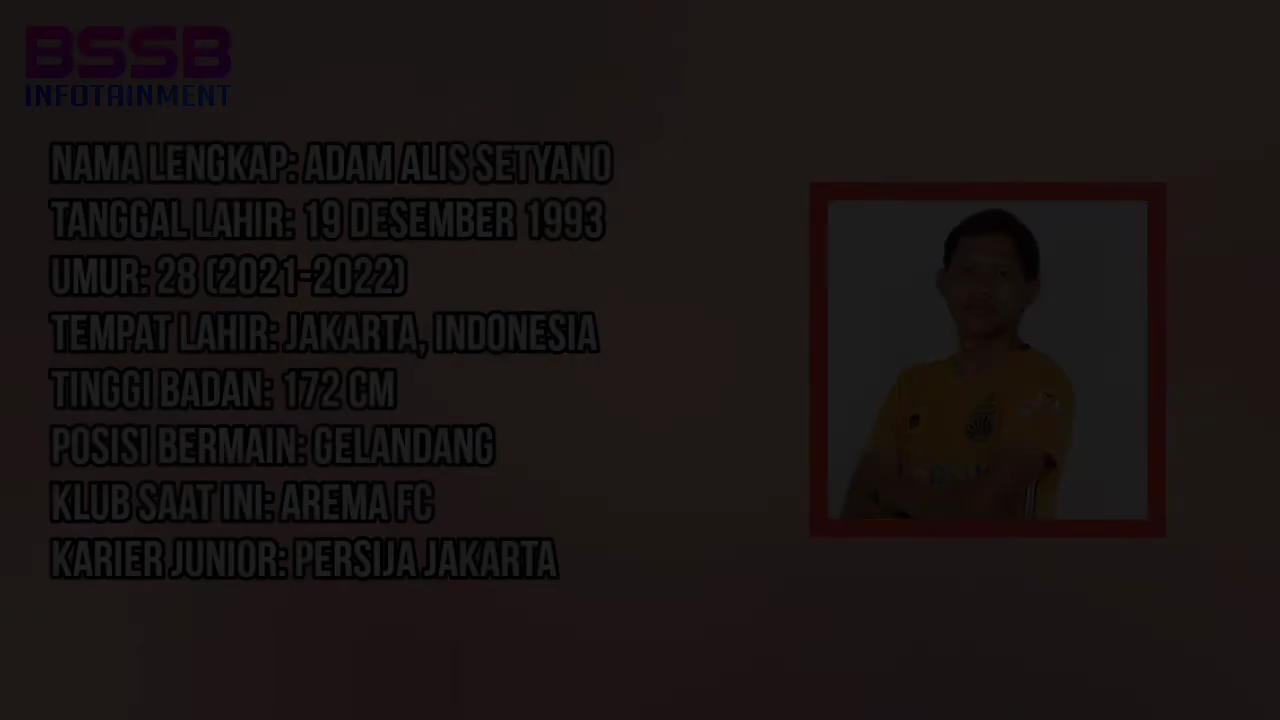 BSSB
INFOTAINMENT
NAMA LENGKAP: ADAM ALIS SETYANO
TANGGAL LAHIR: 19 DESEMBER 1993
UMUR: 28 (2021-2022)
TEMPAT LAHIR: JAKARTA, INDONESIA
TINGGI BADAN: 172 CM
POSISI BERMAIN: GELANDANG
KLUB SAAT INI: AREMA FC
KARIER JUNIOR: PERSIJA JAKARTA